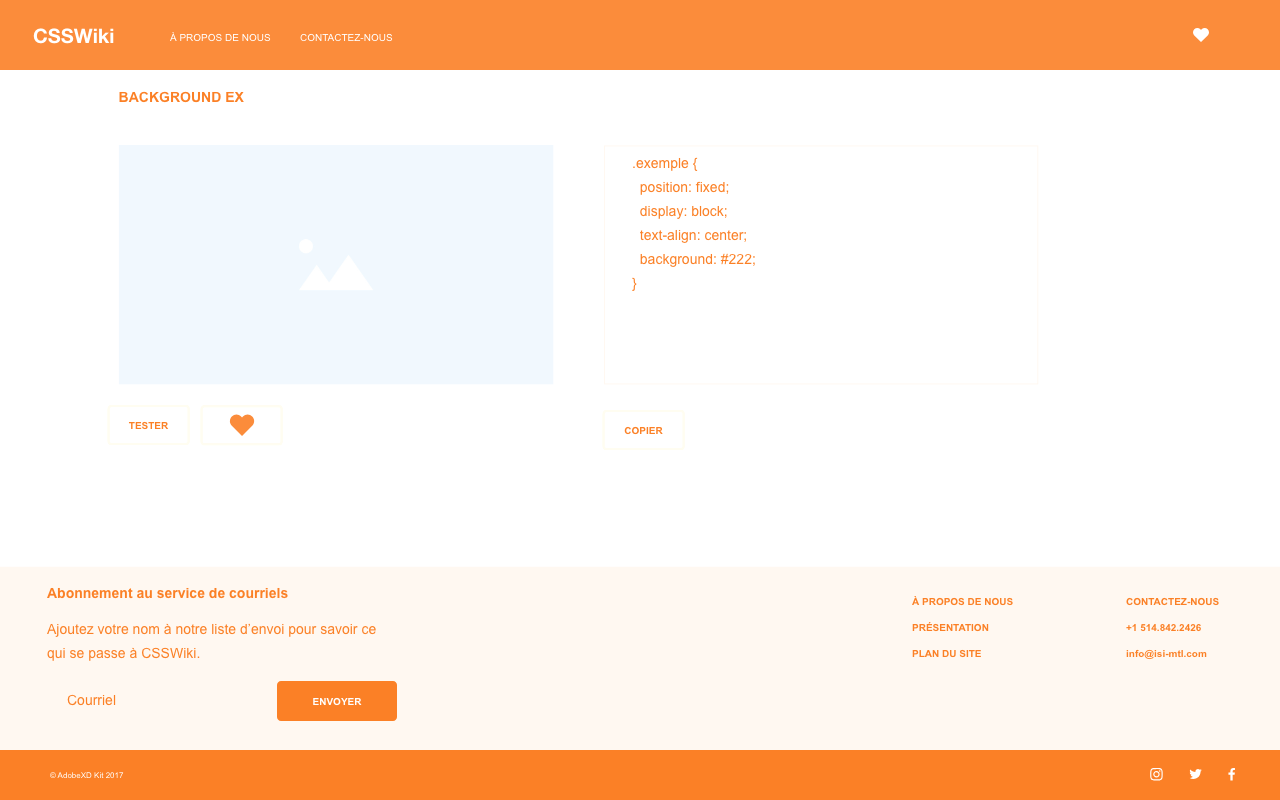 CSSWiki
À PROPOS DE NOUS
CONTACTEZ-NOUS
BACKGROUND EX
.exemple {
position: fixed;
display: block;
text-align: center;
background: #222;
}
TESTER
COPIER
Abonnement au service de courriels
Ajoutez votre nom à notre liste d'envoi pour savoir ce
qui se passe à CSSWiki.
Courriel
ENVOYER
À PROPOS DE NOUS
PRÉSENTATION
PLAN DU SITE
CONTACTEZ-NOUS
+1 514.842.2426
info@isi-mtl.com
© AdobeXD Kit 2017